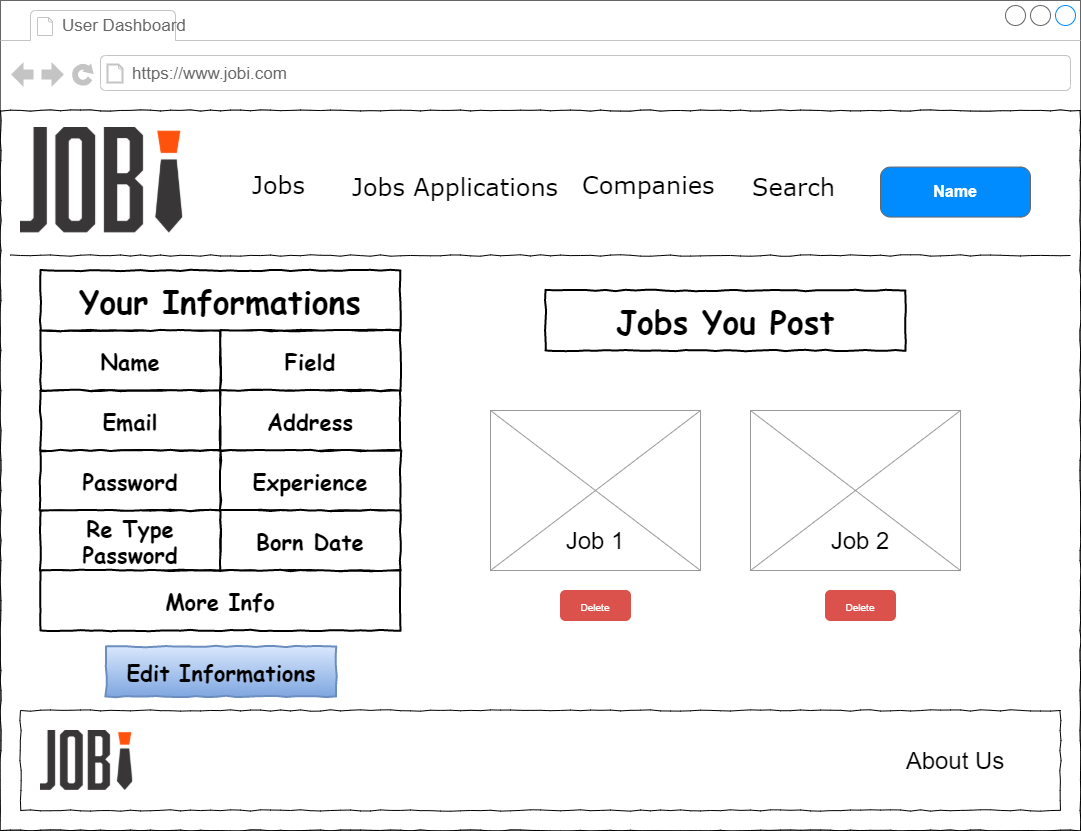 User Dashboard
https://www.jobi.com
JOBi
Jobs
Jobs Applications
Companies
Search
Name
Your Informations
Name
Field
Email
Address
Password
Experience
Re Type
Password
Born Date
More Info
Edit Informations
Jobs You Post
Job 1
Job 2
Delete
Delete
JOBi
About Us